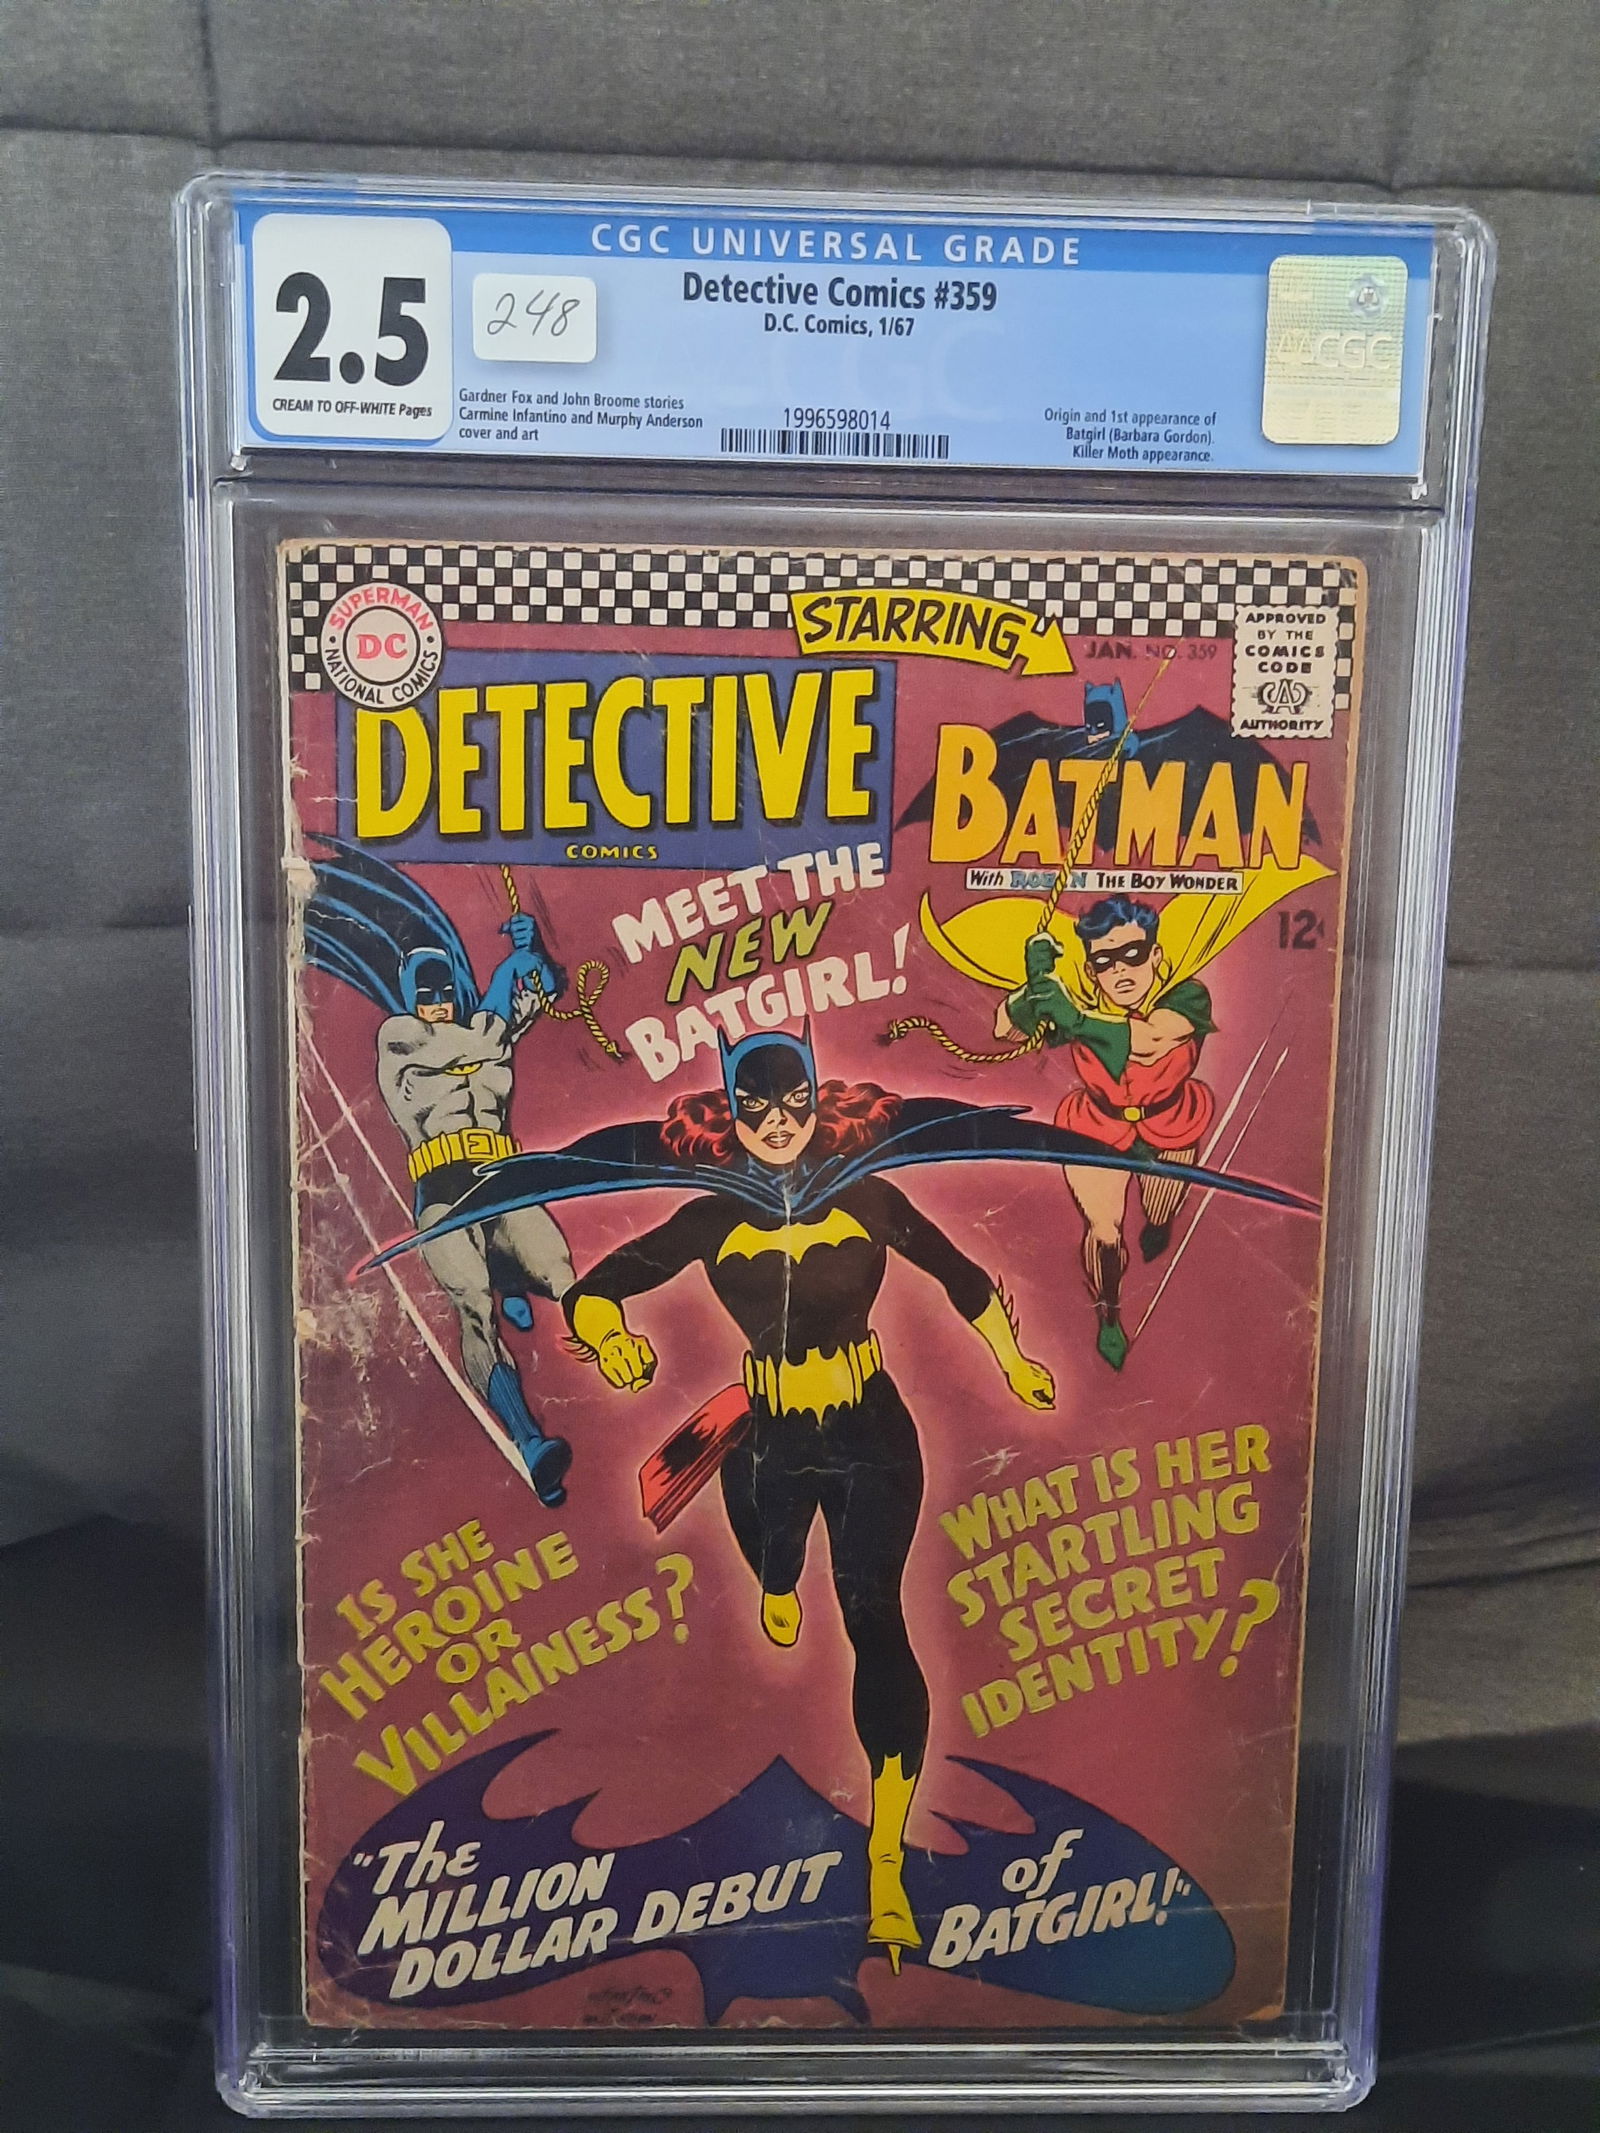 CGC UNIVERSAL GRADE
2.5
CREAM TO OFF-WHITE Pages
248
Detective Comics #359
D.C. Comics, 1/67
Gardner Fox and John Broome stories
Carmine Infantino and Murphy Anderson
cover and art
1996598014
Origin and 1st appearance of
Batgirl (Barbara Gordon).
Killer Moth appearance.
CGC
SUPERMAN
DC
NATIONAL COMICS
STARRING
JAN. NO. 359
APPROVED
BY THE
COMICS
CODE
AUTHORITY
DETECTIVE
COMICS
BATMAN
With ROBIN THE BOY WONDER
12¢
MEET THE
NEW
BATGIRL!
IS SHE
HEROINE
OR
VILLAINESS?
WHAT IS HER
STARTLING
SECRET
IDENTITY?
"The
MILLION
DOLLAR DEBUT
of
BATGIRL!"